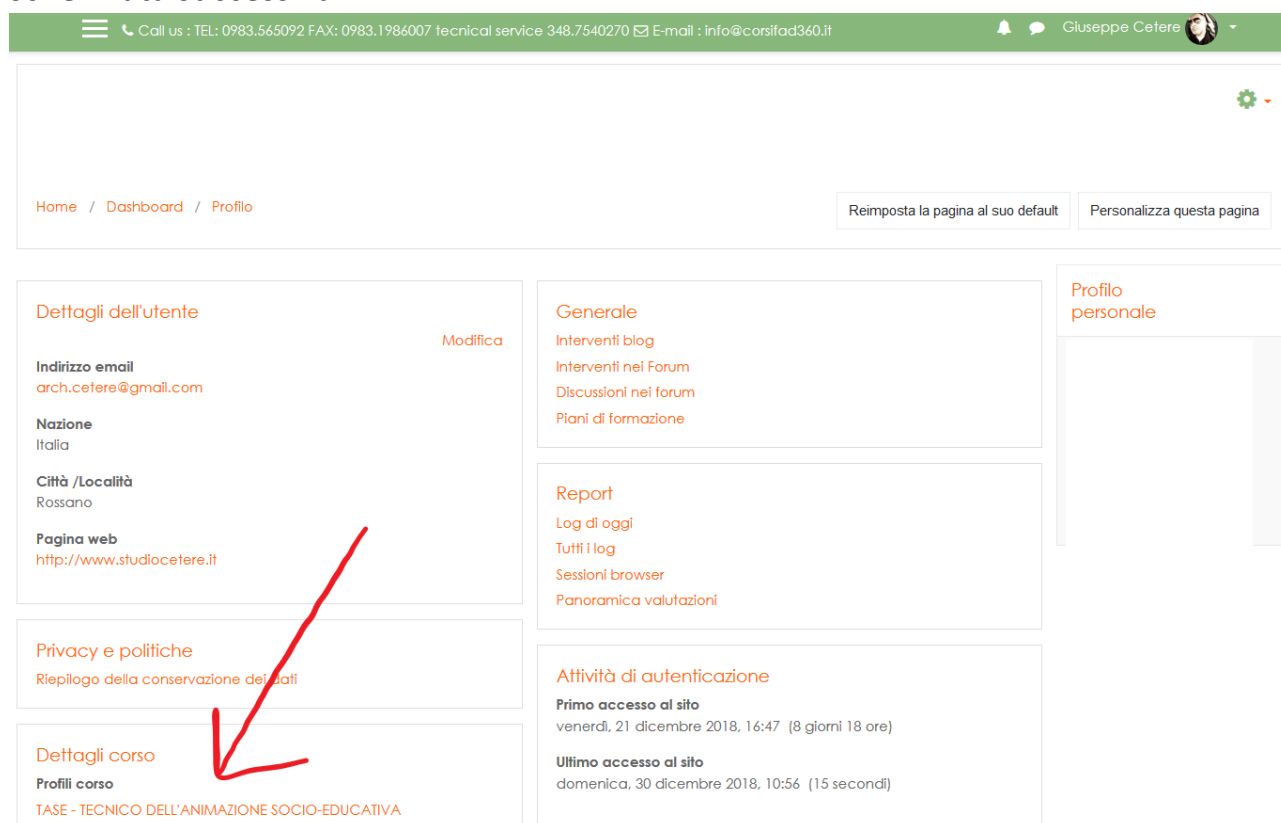 Call us : TEL: 0983.565092 FAX: 0983.1986007 tecnical service 348.7540270 E-mail : info@corsifad360.it
Giuseppe Cetere
Home / Dashboard / Profilo
Reimposta la pagina al suo default
Personalizza questa pagina
Dettagli dell'utente
Modifica
Indirizzo email
arch.cetere@gmail.com
Nazione
Italia
Città /Località
Rossano
Pagina web
http://www.studiocetere.it
Privacy e politiche
Riepilogo della conservazione dei dati
Dettagli corso
Profili corso
TASE - TECNICO DELL'ANIMAZIONE SOCIO-EDUCATIVA
Generale
Interventi blog
Interventi nei Forum
Discussioni nei forum
Piani di formazione
Report
Log di oggi
Tutti i log
Sessioni browser
Panoramica valutazioni
Attività di autenticazione
Primo accesso al sito
venerdì, 21 dicembre 2018, 16:47 (8 giorni 18 ore)
Ultimo accesso al sito
domenica, 30 dicembre 2018, 10:56 (15 secondi)
Profilo
personale